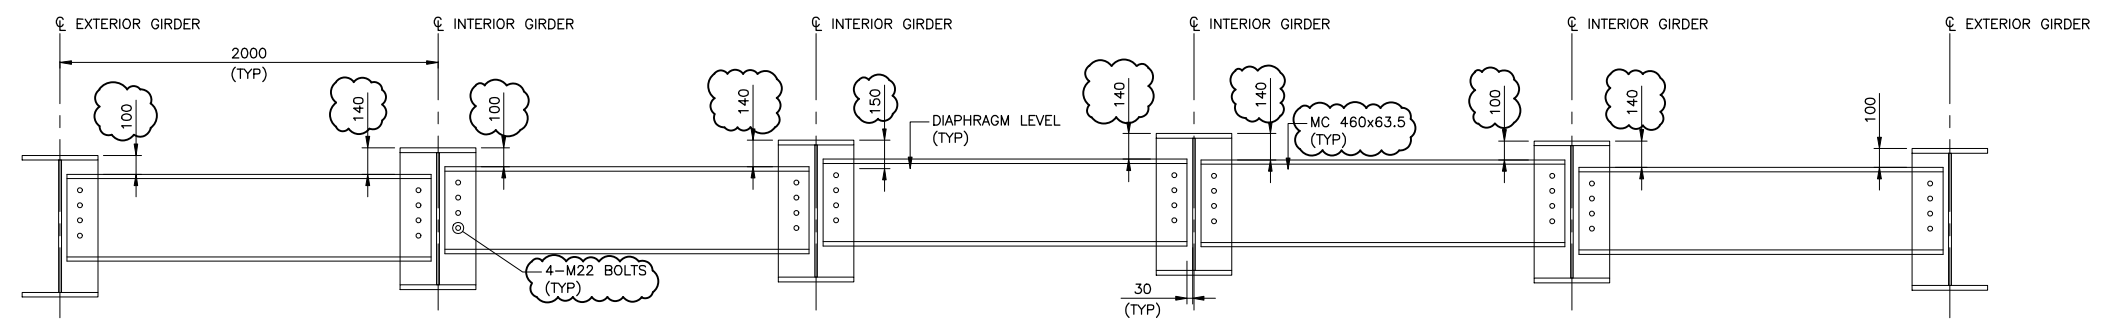 ℄ EXTERIOR GIRDER
℄ INTERIOR GIRDER
℄ INTERIOR GIRDER
℄ INTERIOR GIRDER
℄ INTERIOR GIRDER
℄ EXTERIOR GIRDER
2000
(TYP)
100
140
100
140
150
140
140
100
140
100
DIAPHRAGM LEVEL
(TYP)
MC 460x63.5
(TYP)
4-M22 BOLTS
(TYP)
30
(TYP)